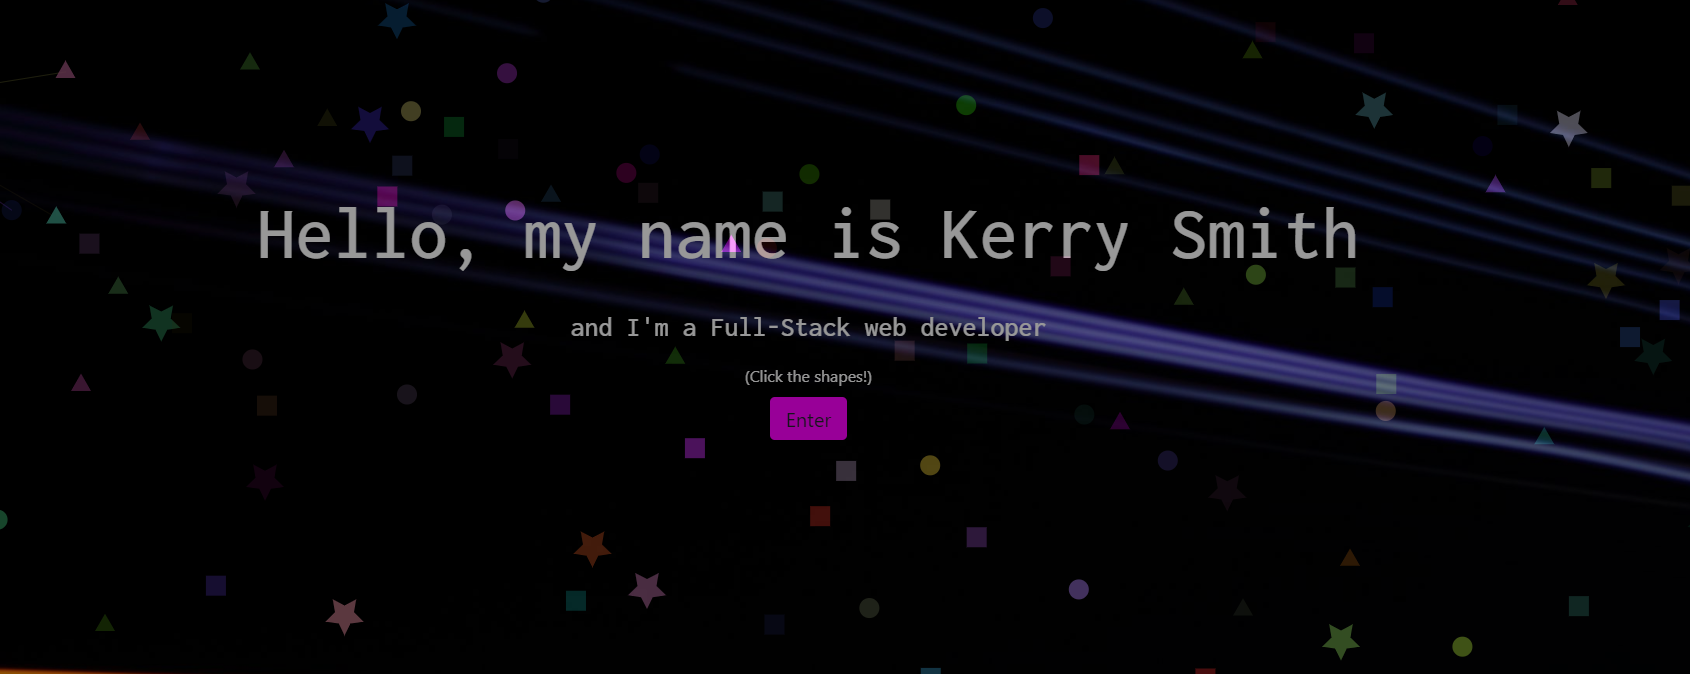 Hello, my name is Kerry Smith
and I'm a Full-Stack web developer
(Click the shapes!)
Enter